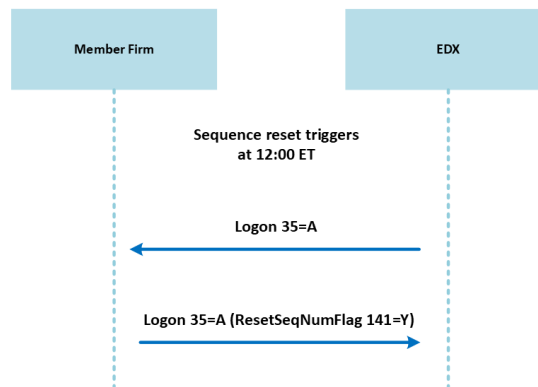 Member Firm
EDX
Sequence reset triggers
at 12:00 ET
Logon 35=A
Logon 35=A (ResetSeqNumFlag 141=Y)